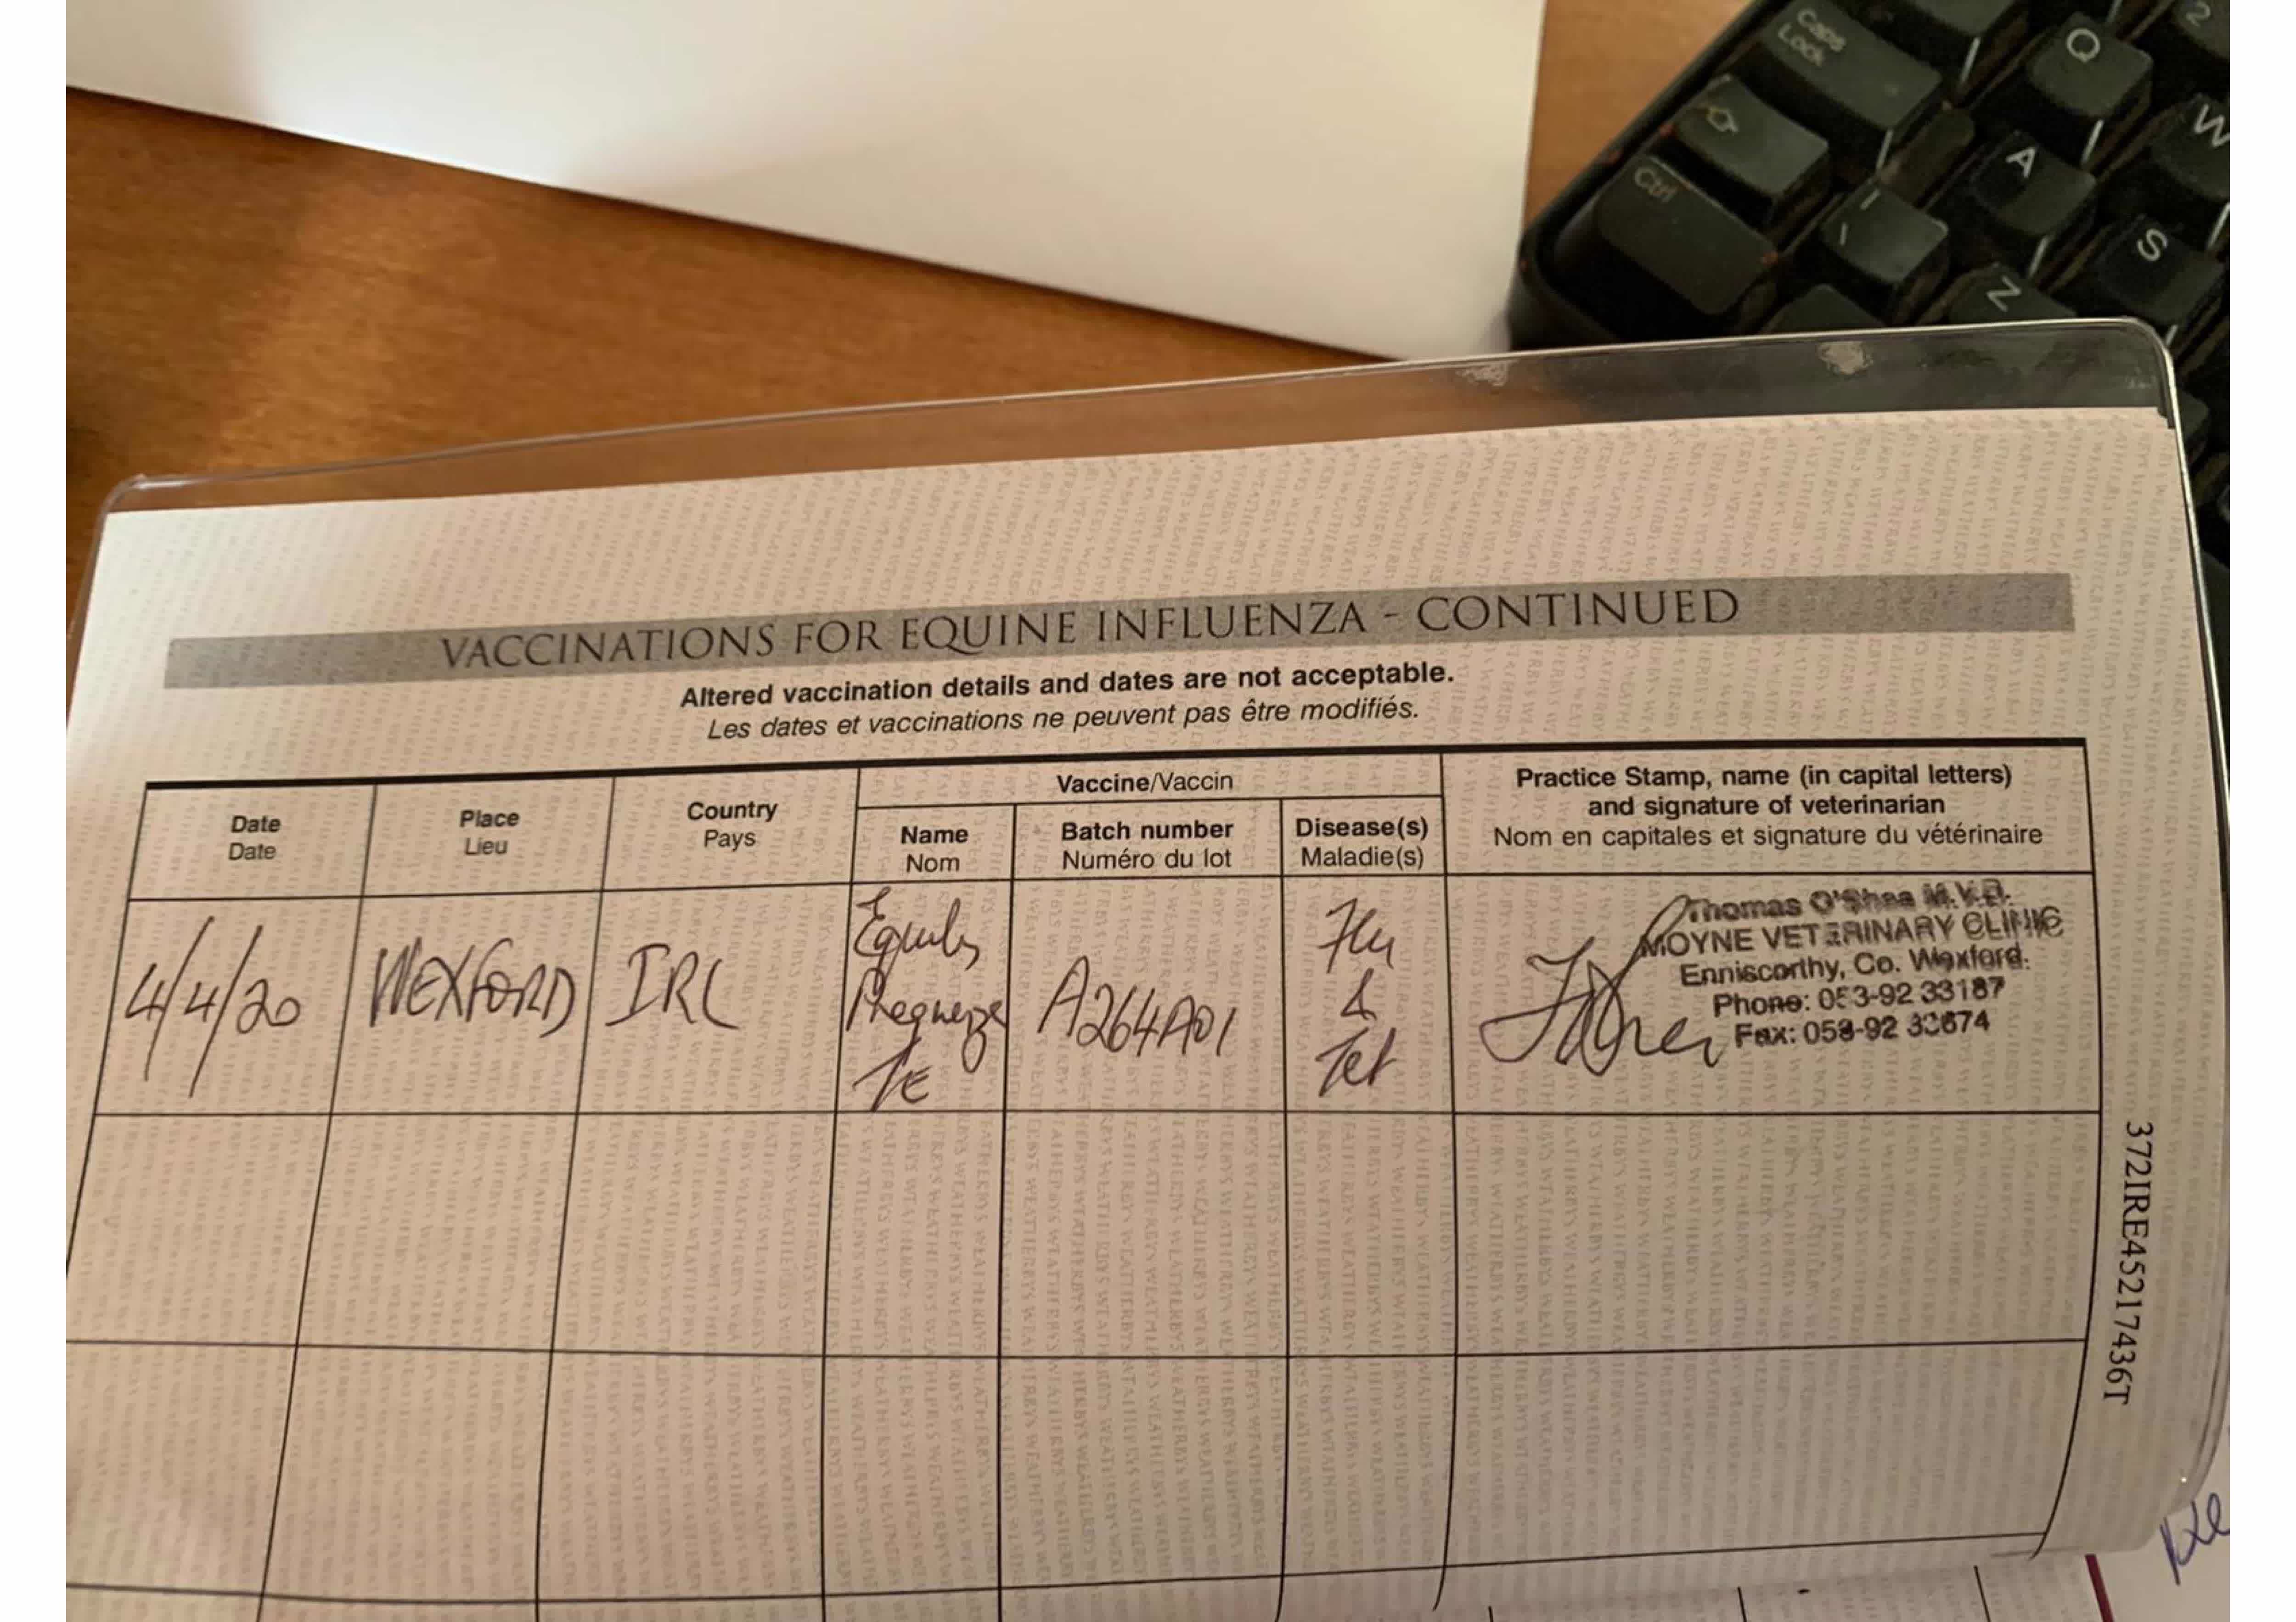 Caps
Lock
Q
2
W
A
Ctrl
S
Z
VACCINATIONS FOR EQUINE INFLUENZA - CONTINUED
Altered vaccination details and dates are not acceptable.
Les dates et vaccinations ne peuvent pas être modifiés.
Date
Date
Place
Lieu
Country
Pays
Vaccine/Vaccin
Name
Nom
Batch number
Numéro du lot
Disease(s)
Maladie(s)
Practice Stamp, name (in capital letters)
and signature of veterinarian
Nom en capitales et signature du vétérinaire
4/4/20
WEXFORD
IRL
TE
A264A01
Flu
&
Tet
Thomas O'Shea M.V.B.
MOYNE VETERINARY CLINIC
Enniscorthy, Co. Wexford.
Phone: 053-92 33187
Fax: 053-92 33674
372IRE45217436T